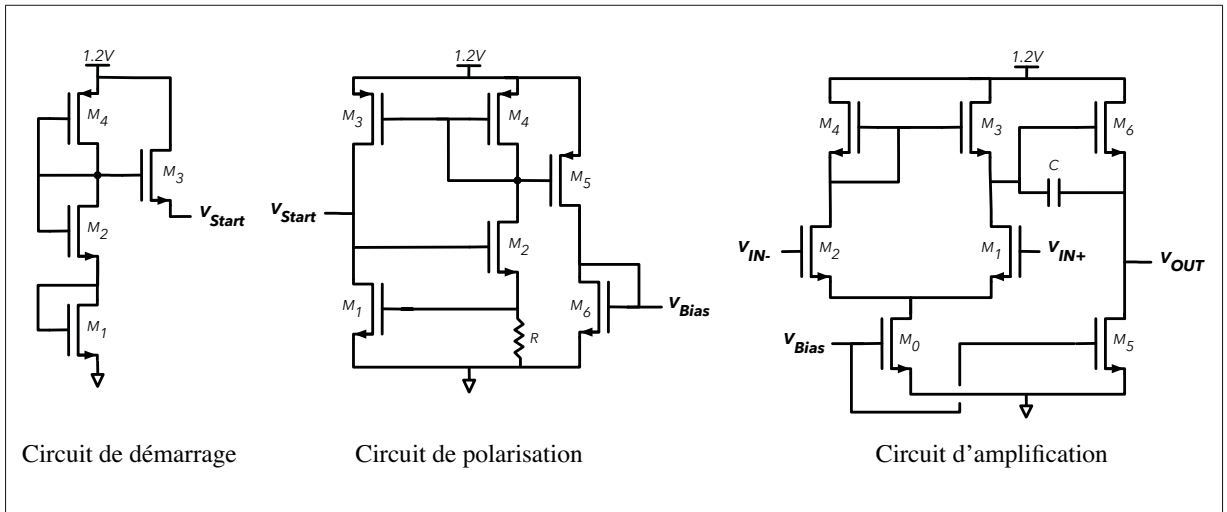 1.2V
M4
M3
VStart
M2
M1
Circuit de démarrage
1.2V
M3
M4
M5
VStart
M2
M1
M6
VBias
R
Circuit de polarisation
1.2V
M4
M3
M6
C
VIN-
M2
M1
VIN+
VOUT
VBias
M0
M5
Circuit d'amplification